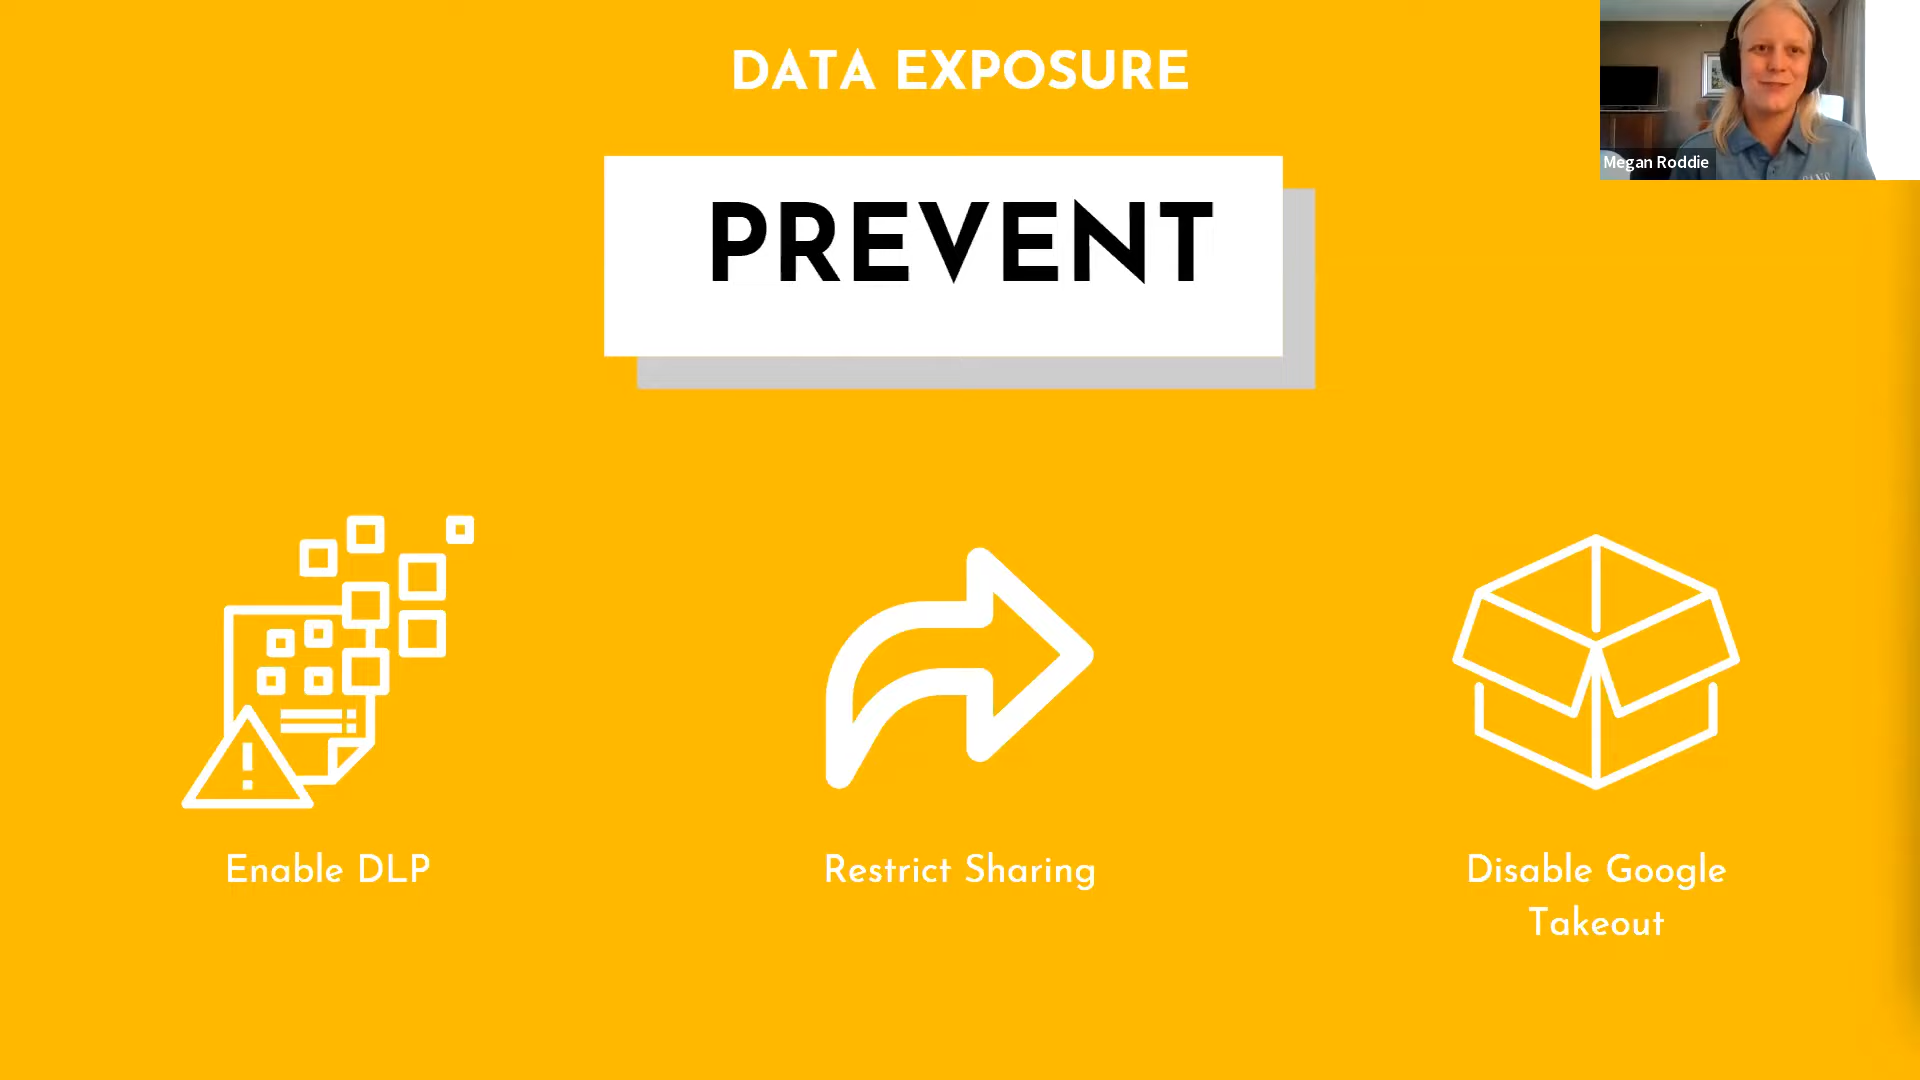 DATA EXPOSURE
Megan Roddie
PREVENT
Enable DLP
Restrict Sharing
Disable Google
Takeout